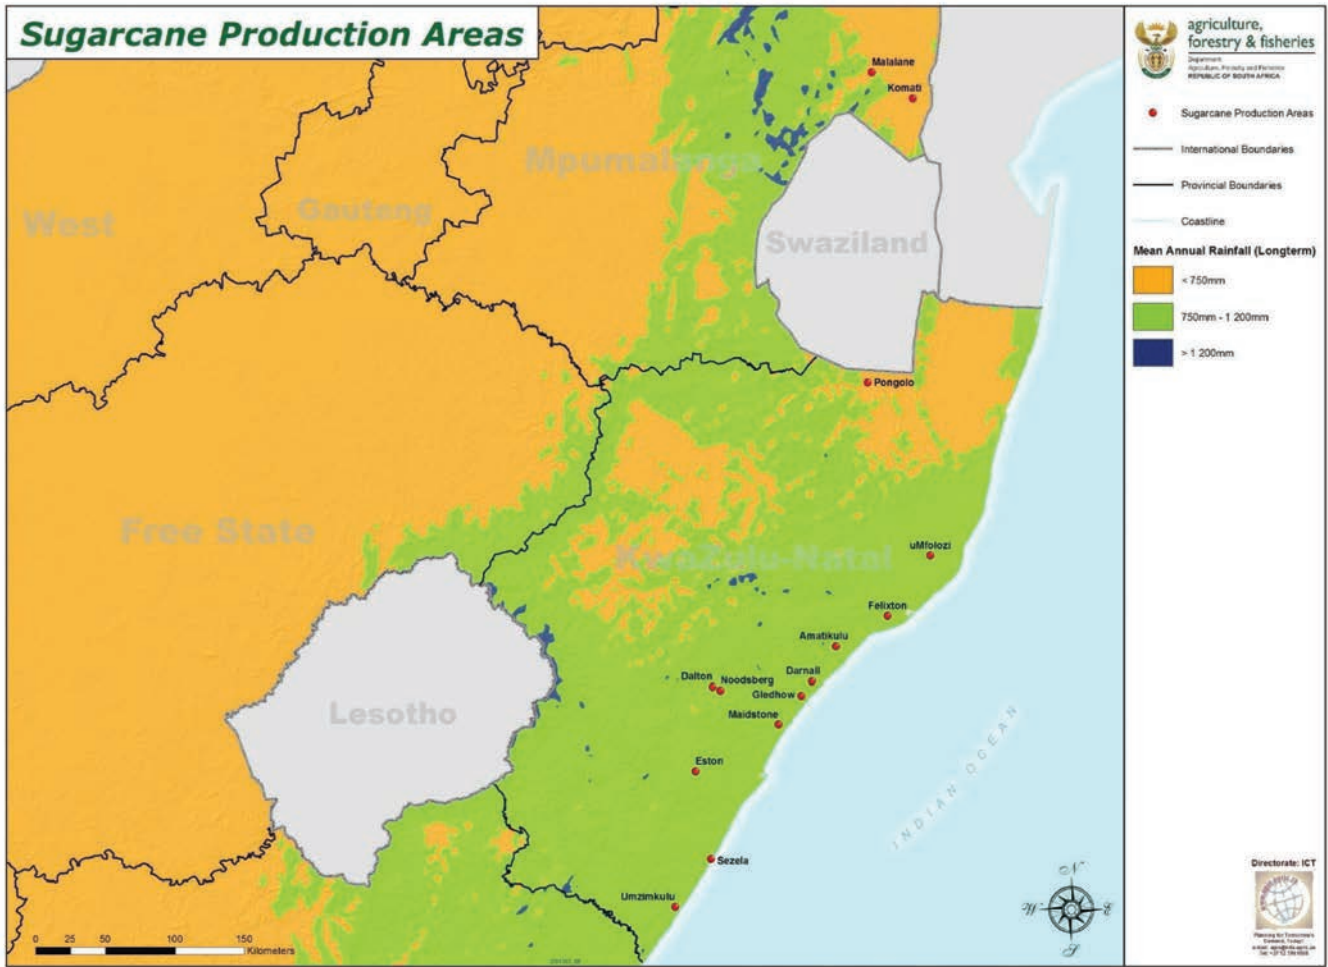 Sugarcane Production Areas
agriculture,
forestry & fisheries
Department:
Agriculture, Forestry and Fisheries
REPUBLIC OF SOUTH AFRICA
Sugarcane Production Areas
International Boundaries
Provincial Boundaries
Coastline
Mean Annual Rainfall (Longterm)
< 750mm
750mm - 1 200mm
> 1 200mm
Malalane
Komati
Mpumalanga
West
Gauteng
Swaziland
Pongolo
Free State
KwaZulu-Natal
uMfolozi
Felixton
Amatikulu
Darnall
Dalton
Noodsberg
Gledhow
Maidstone
Lesotho
Eston
INDIAN OCEAN
Sezela
Umzimkulu
N
W
E
S
0 25 50 100 150
Kilometers
Directorate: ICT